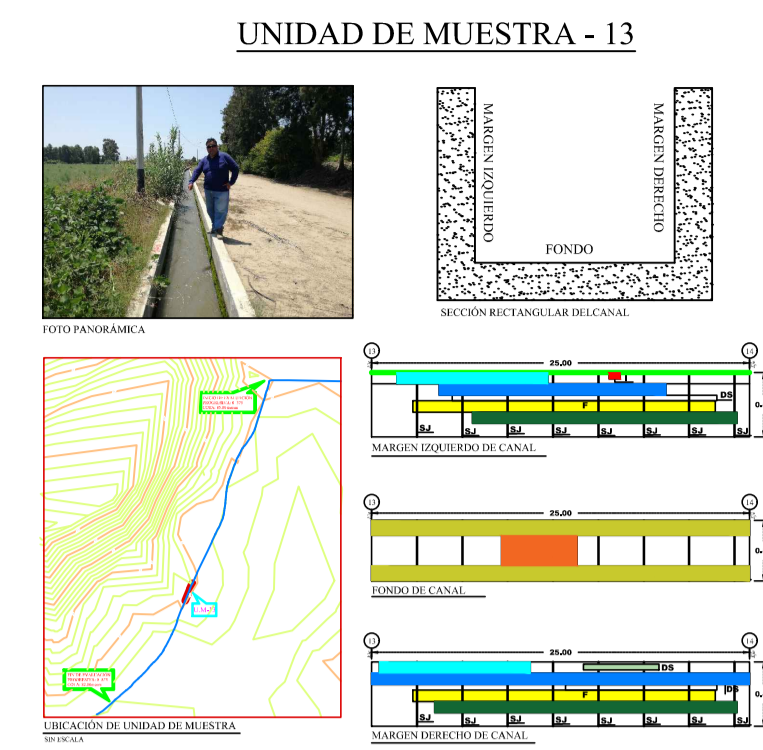 UNIDAD DE MUESTRA - 13
FOTO PANORÁMICA
MARGEN IZQUIERDO
MARGEN DERECHO
FONDO
SECCIÓN RECTANGULAR DELCANAL
U.M-13
UBICACIÓN DE UNIDAD DE MUESTRA
SIN ESCALA
13
14
25.00
DS
F
SJ SJ SJ SJ SJ SJ SJ SJ
MARGEN IZQUIERDO DE CANAL
13
14
25.00
FONDO DE CANAL
13
14
25.00
DS
DS
F
SJ SJ SJ SJ SJ SJ SJ SJ
MARGEN DERECHO DE CANAL